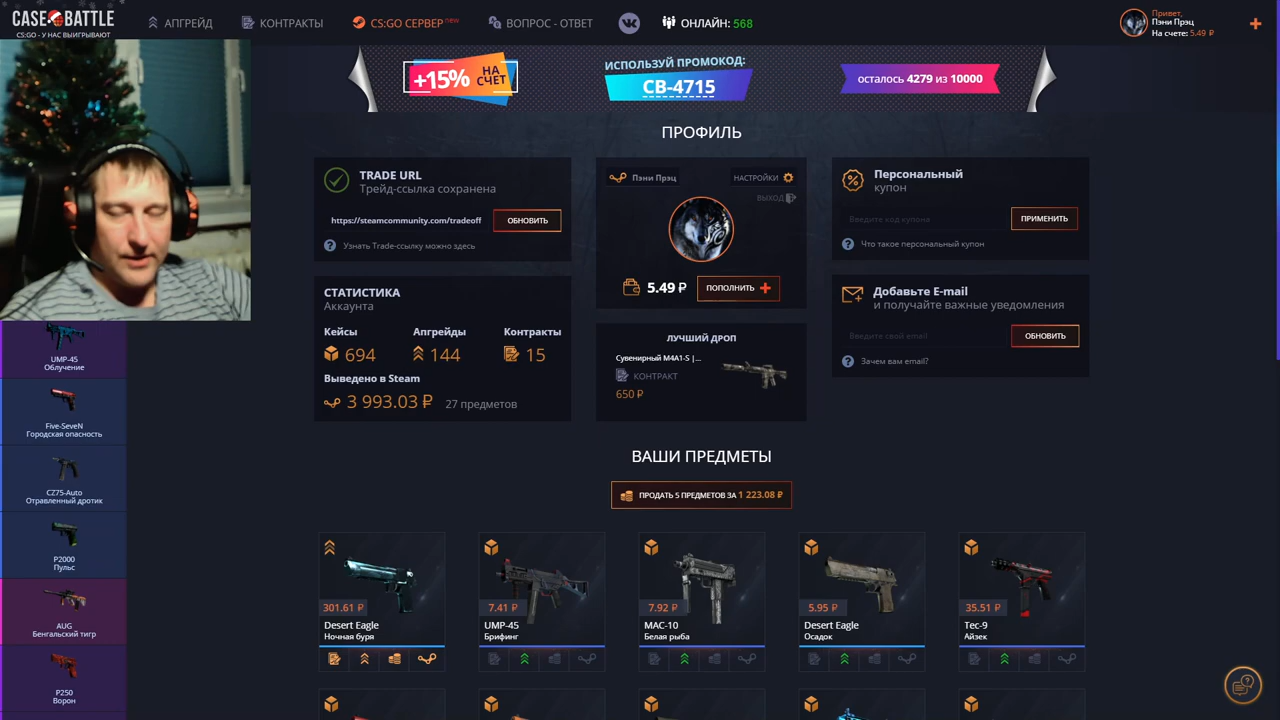 CASE BATTLE
CS:GO - У НАС ВЫИГРЫВАЮТ
АПГРЕЙД
КОНТРАКТЫ
CS:GO СЕРВЕР new
ВОПРОС - ОТВЕТ
ОНЛАЙН: 568
Привет,
Пэни Прэц
На счете: 5.49 ₽
+15% НА СЧЕТ
ИСПОЛЬЗУЙ ПРОМОКОД:
CB-4715
осталось 4279 из 10000
ПРОФИЛЬ
TRADE URL
Трейд-ссылка сохранена
https://steamcommunity.com/tradeoff
ОБНОВИТЬ
Узнать Trade-ссылку можно здесь
СТАТИСТИКА
Аккаунта
Кейсы
Апгрейды
Контракты
694
144
15
Выведено в Steam
3 993.03 ₽
27 предметов
Пэни Прэц
НАСТРОЙКИ
ВЫХОД
5.49 ₽
ПОПОЛНИТЬ
ЛУЧШИЙ ДРОП
Сувенирный M4A1-S |...
КОНТРАКТ
650 ₽
Персональный
купон
Введите код купона
ПРИМЕНИТЬ
Что такое персональный купон
Добавьте E-mail
и получайте важные уведомления
Введите свой email
ОБНОВИТЬ
Зачем вам email?
UMP-45
Облучение
Five-SeveN
Городская опасность
CZ75-Auto
Отравленный дротик
P2000
Пульс
AUG
Бенгальский тигр
P250
Ворон
ВАШИ ПРЕДМЕТЫ
ПРОДАТЬ 5 ПРЕДМЕТОВ ЗА 1 223.08 ₽
301.61 ₽
Desert Eagle
Ночная буря
7.41 ₽
UMP-45
Брифинг
7.92 ₽
MAC-10
Белая рыба
5.95 ₽
Desert Eagle
Осадок
35.51 ₽
Tec-9
Айзек